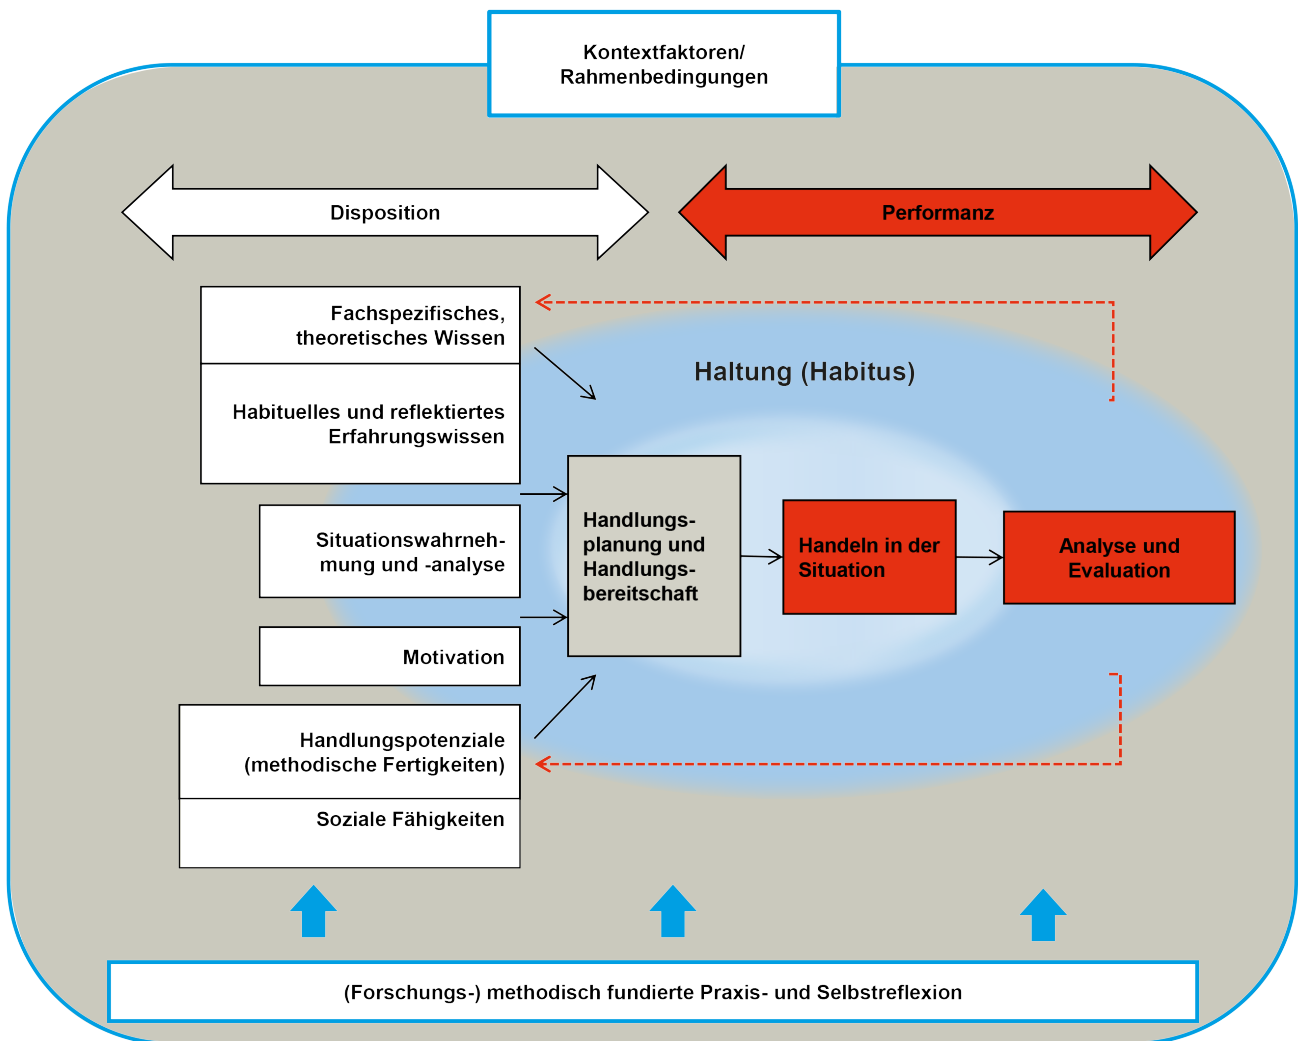 Kontextfaktoren/
Rahmenbedingungen
Disposition
Performanz
Fachspezifisches,
theoretisches Wissen
Habituelles und reflektiertes
Erfahrungswissen
Situationswahrneh-
mung und -analyse
Motivation
Handlungspotenziale
(methodische Fertigkeiten)
Soziale Fähigkeiten
Haltung (Habitus)
Handlungs-
planung und
Handlungs-
bereitschaft
Handeln in der
Situation
Analyse und
Evaluation
(Forschungs-) methodisch fundierte Praxis- und Selbstreflexion